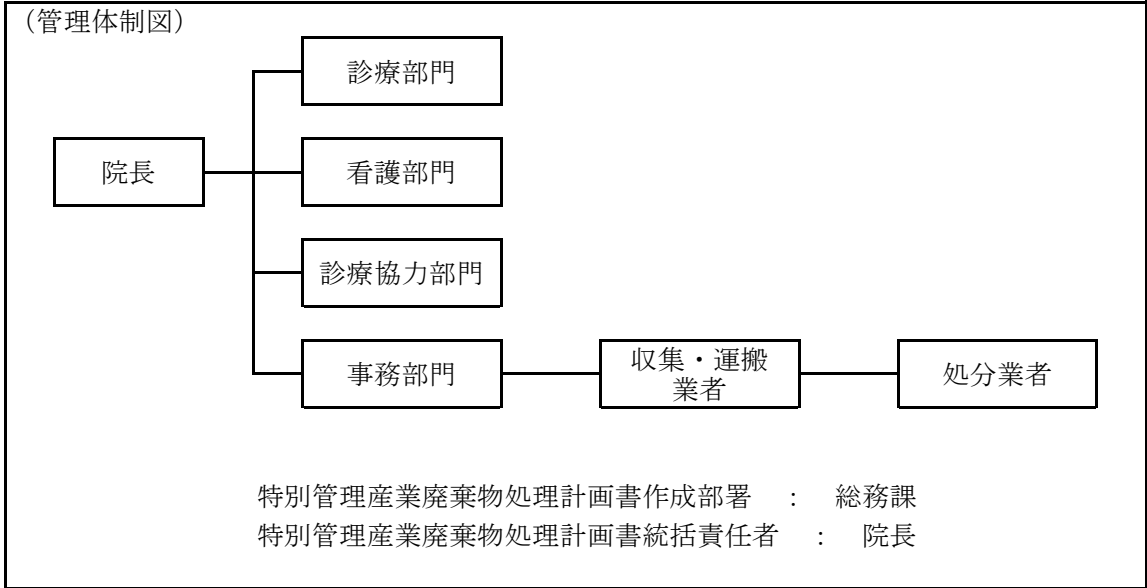 (管理体制図)
診療部門
院長
看護部門
診療協力部門
事務部門
収集・運搬
業者
処分業者
特別管理産業廃棄物処理計画書作成部署 : 総務課
特別管理産業廃棄物処理計画書統括責任者 : 院長